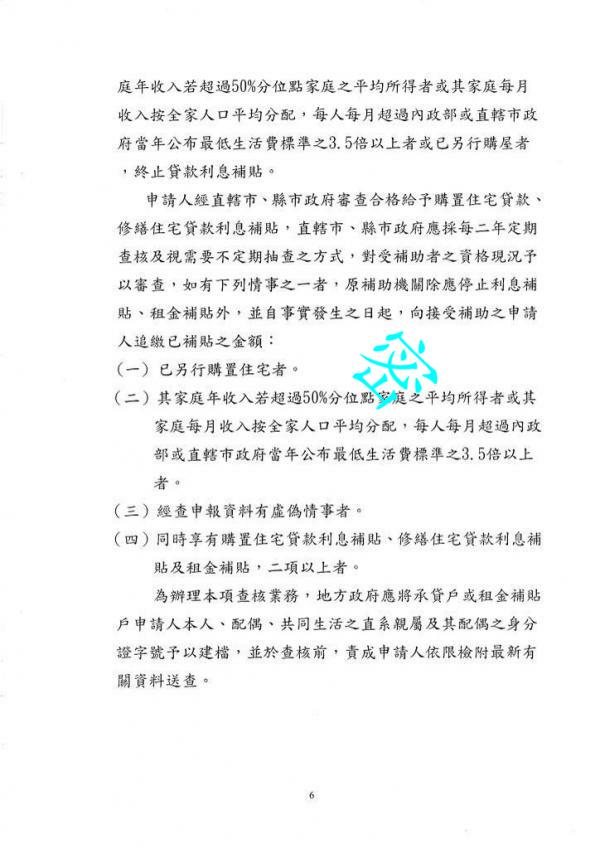 庭年收入若超過50%分位點家庭之平均所得者或其家庭每月
收入按全家人口平均分配，每人每月超過內政部或直轄市政
府當年公布最低生活費標準之3.5倍以上者或已另行購屋者
，終止貸款利息補貼。
申請人經直轄市、縣市政府審查合格給予購置住宅貸款、
修繕住宅貸款利息補貼，直轄市、縣市政府應採每二年定期
查核及視需要不定期抽查之方式，對受補助者之資格現況予
以審查，如有下列情事之一者，原補助機關除應停止利息補
貼、租金補貼外，並自事實發生之日起，向接受補助之申請
人追繳已補貼之金額：
密
(一) 已另行購置住宅者。
(二) 其家庭年收入若超過50%分位點家庭之平均所得者或其
家庭每月收入按全家人口平均分配，每人每月超過內政
部或直轄市政府當年公布最低生活費標準之3.5倍以上
者。
(三) 經查申報資料有虛偽情事者。
(四) 同時享有購置住宅貸款利息補貼、修繕住宅貸款利息補
貼及租金補貼，二項以上者。
為辦理本項查核業務，地方政府應將承貸戶或租金補貼
戶申請人本人、配偶、共同生活之直系親屬及其配偶之身分
證字號予以建檔，並於查核前，責成申請人依限檢附最新有
關資料送查。
6